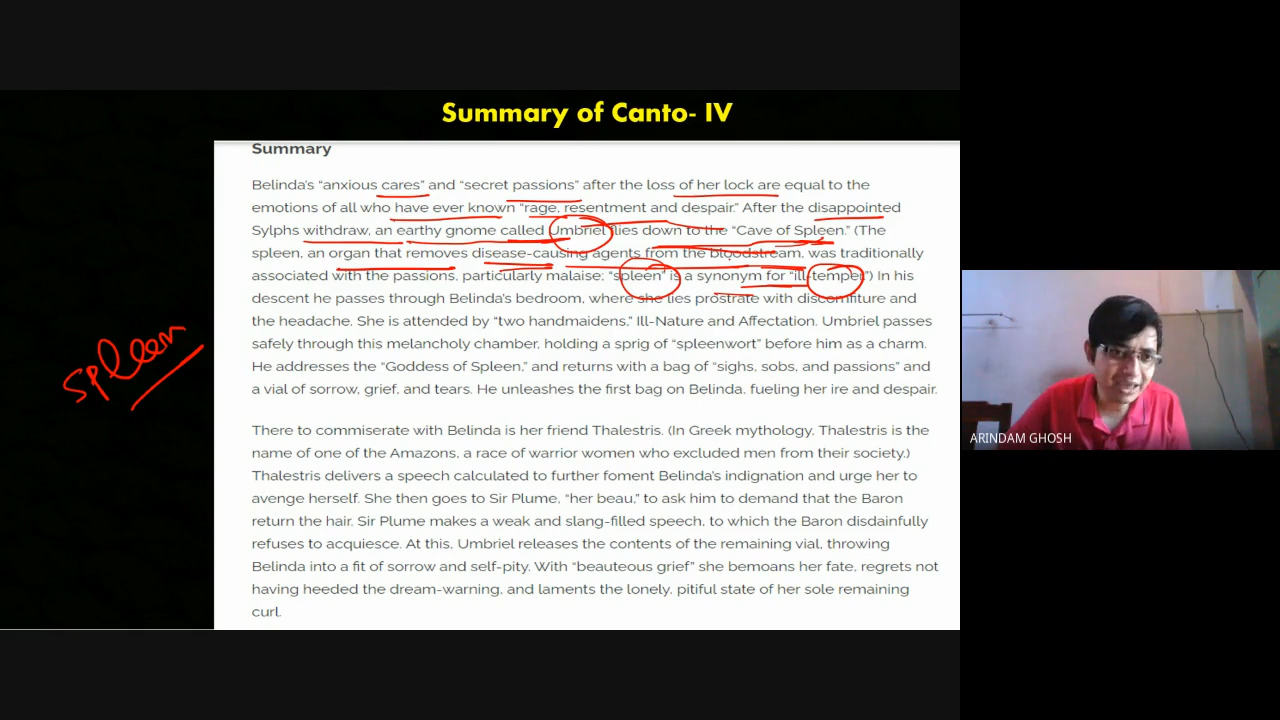 Summary of Canto- IV
Summary
Belinda's “anxious cares” and “secret passions” after the loss of her lock are equal to the
emotions of all who have ever known “rage, resentment and despair.” After the disappointed
Sylphs withdraw, an earthy gnome called Umbriel flies down to the “Cave of Spleen.” (The
spleen, an organ that removes disease-causing agents from the bloodstream, was traditionally
associated with the passions, particularly malaise; “spleen” is a synonym for “ill-temper.”) In his
descent he passes through Belinda's bedroom, where she lies prostrate with discomfiture and
the headache. She is attended by “two handmaidens,” Ill-Nature and Affectation. Umbriel passes
safely through this melancholy chamber, holding a sprig of “spleenwort” before him as a charm.
He addresses the “Goddess of Spleen,” and returns with a bag of “sighs, sobs, and passions” and
a vial of sorrow, grief, and tears. He unleashes the first bag on Belinda, fueling her ire and despair.
There to commiserate with Belinda is her friend Thalestris. (In Greek mythology, Thalestris is the
name of one of the Amazons, a race of warrior women who excluded men from their society.)
Thalestris delivers a speech calculated to further foment Belinda's indignation and urge her to
avenge herself. She then goes to Sir Plume, “her beau,” to ask him to demand that the Baron
return the hair. Sir Plume makes a weak and slang-filled speech, to which the Baron disdainfully
refuses to acquiesce. At this, Umbriel releases the contents of the remaining vial, throwing
Belinda into a fit of sorrow and self-pity. With “beauteous grief” she bemoans her fate, regrets not
having heeded the dream-warning, and laments the lonely, pitiful state of her sole remaining
curl.
Spleen
ARINDAM GHOSH